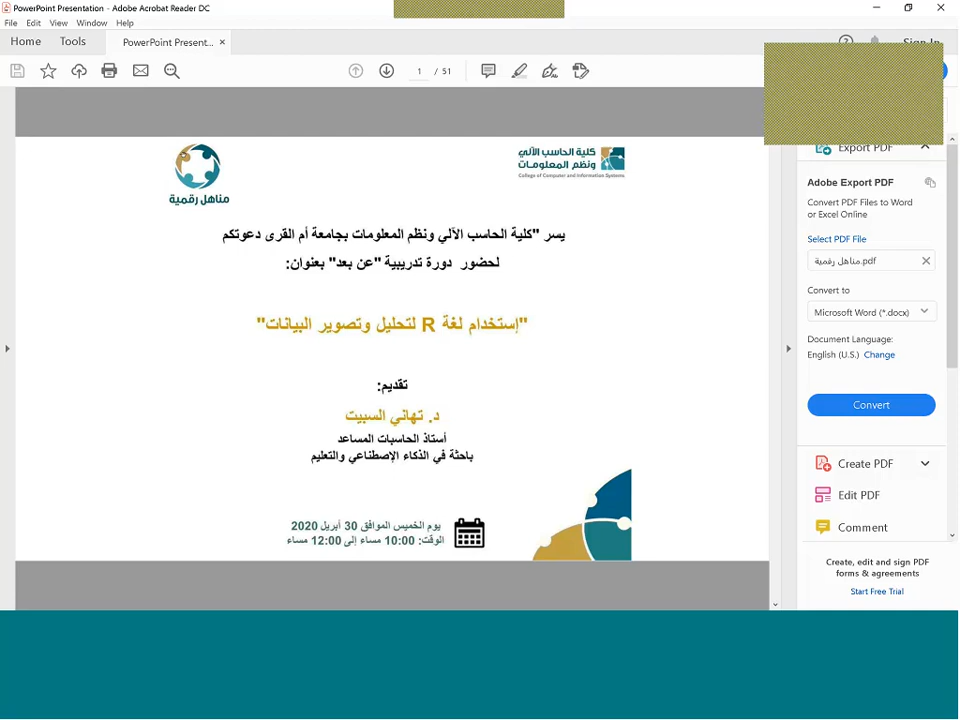 PowerPoint Presentation - Adobe Acrobat Reader DC
File Edit View Window Help
Home Tools PowerPoint Present... × Sign In
1 / 51
Export PDF
Adobe Export PDF
Convert PDF Files to Word
or Excel Online
Select PDF File
مناهل رقمية.pdf
Convert to
Microsoft Word (*.docx)
Document Language:
English (U.S.) Change
Convert
Create PDF
Edit PDF
Comment
Create, edit and sign PDF
forms & agreements
Start Free Trial
مناهل رقمية
كلية الحاسب الآلي
ونظم المعلومات
College of Computer and Information Systems
يسر "كلية الحاسب الآلي ونظم المعلومات بجامعة أم القرى دعوتكم
لحضور دورة تدريبية "عن بعد" بعنوان:
"إستخدام لغة R لتحليل وتصوير البيانات"
تقديم:
د. تهاني السبيت
أستاذ الحاسبات المساعد
باحثة في الذكاء الإصطناعي والتعليم
يوم الخميس الموافق 30 أبريل 2020
الوقت: 10:00 مساء إلى 12:00 مساء